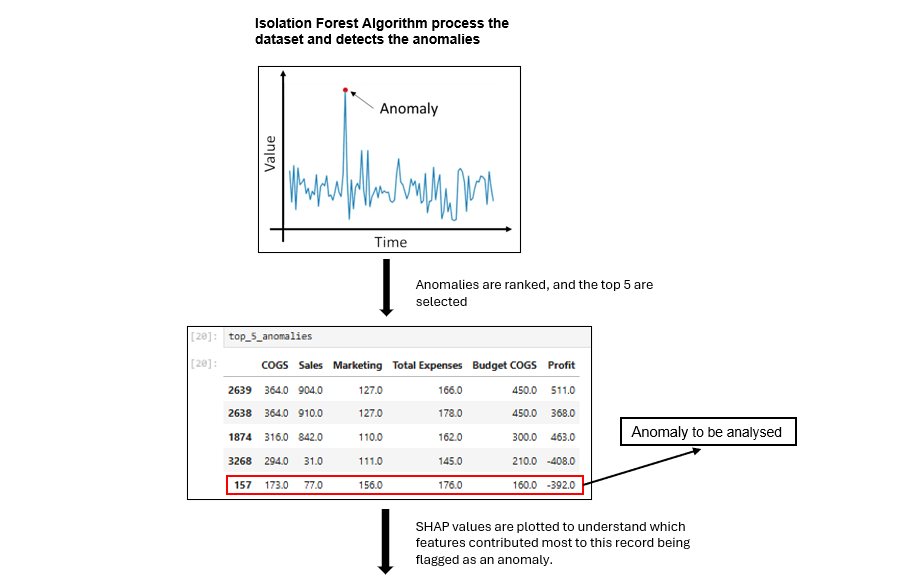 Isolation Forest Algorithm process the
dataset and detects the anomalies
Anomaly
Value
Time
Anomalies are ranked, and the top 5 are
selected
[20]: top_5_anomalies
[20]:
COGS Sales Marketing Total Expenses Budget COGS Profit
2639 364.0 904.0 127.0 166.0 450.0 511.0
2638 364.0 910.0 127.0 178.0 450.0 368.0
1874 316.0 842.0 110.0 162.0 300.0 463.0
3268 294.0 31.0 111.0 145.0 210.0 -408.0
157 173.0 77.0 156.0 176.0 160.0 -392.0
Anomaly to be analysed
SHAP values are plotted to understand which
features contributed most to this record being
flagged as an anomaly.